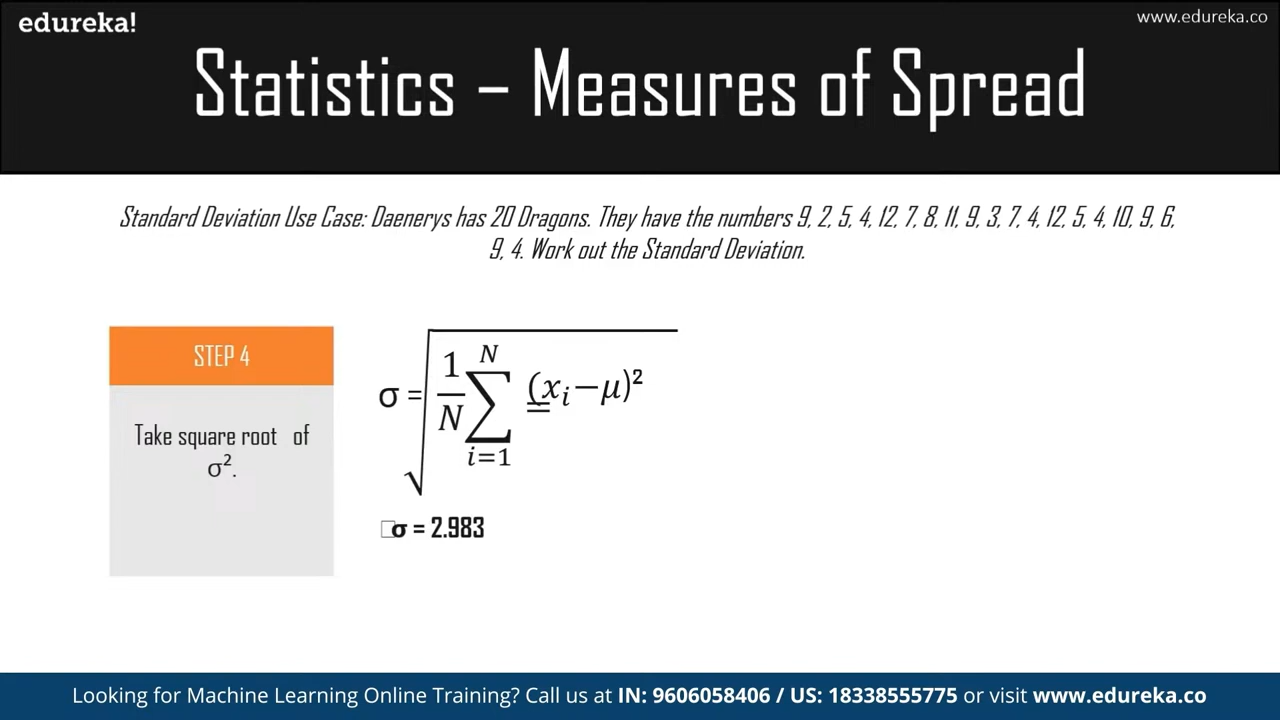 edureka!
www.edureka.co
Statistics – Measures of Spread
Standard Deviation Use Case: Daenerys has 20 Dragons. They have the numbers 9, 2, 5, 4, 12, 7, 8, 11, 9, 3, 7, 4, 12, 5, 4, 10, 9, 6,
9, 4. Work out the Standard Deviation.
STEP 4
Take square root of
σ².
σ = √ 1/N ∑ N i=1 (xᵢ−μ)²
σ = 2.983
Looking for Machine Learning Online Training? Call us at IN: 9606058406 / US: 18338555775 or visit www.edureka.co